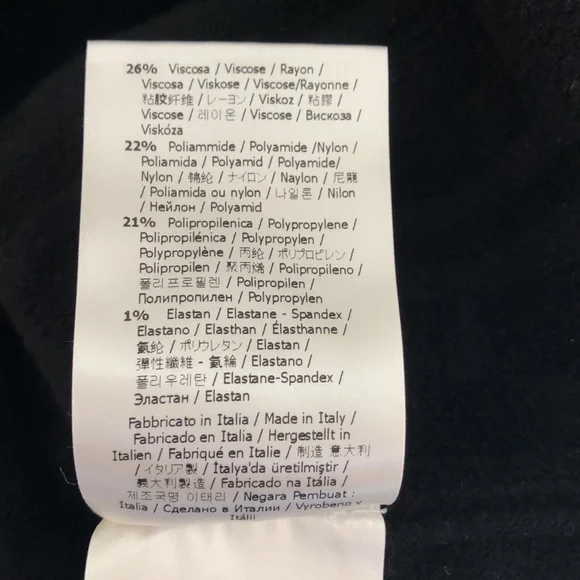 26% Viscosa / Viscose / Rayon /
Viscosa / Viskose / Viscose/Rayonne /
粘胶纤维 / レーヨン / Viskoz / 粘膠 /
Viscose / 레이온 / Viscose / Вискоза /
Viskóza
22% Poliammide / Polyamide /Nylon /
Poliamida / Polyamid / Polyamide/
Nylon / 锦纶 / ナイロン / Naylon / 尼龍
/ Poliamida ou nylon / 나일론 / Nilon
/ Нейлон / Polyamid
21% Polipropilenica / Polypropylene /
Polipropilénica / Polypropylen /
Polypropylène / 丙纶 / ポリプロピレン /
Polipropilen / 聚丙烯 / Polipropileno /
폴리프로필렌 / Polipropilen /
Полипропилен / Polypropylen
1% Elastan / Elastane - Spandex /
Elastano / Elasthan / Élasthanne /
氨纶 / ポリウレタン / Elastan /
彈性纖維 - 氨綸 / Elastano /
폴리우레탄 / Elastane-Spandex /
Эластан / Elastan
Fabbricato in Italia / Made in Italy /
Fabricado en Italia / Hergestellt in
Italien / Fabriqué en Italie / 制造 意大利
/ イタリア製 / İtalya'da üretilmiştir /
義大利製造 / Fabricado na Itália /
제조국명 이태리 / Negara Pembuat :
Italia / Сделано в Италии / Vyrobeno v
Itálii